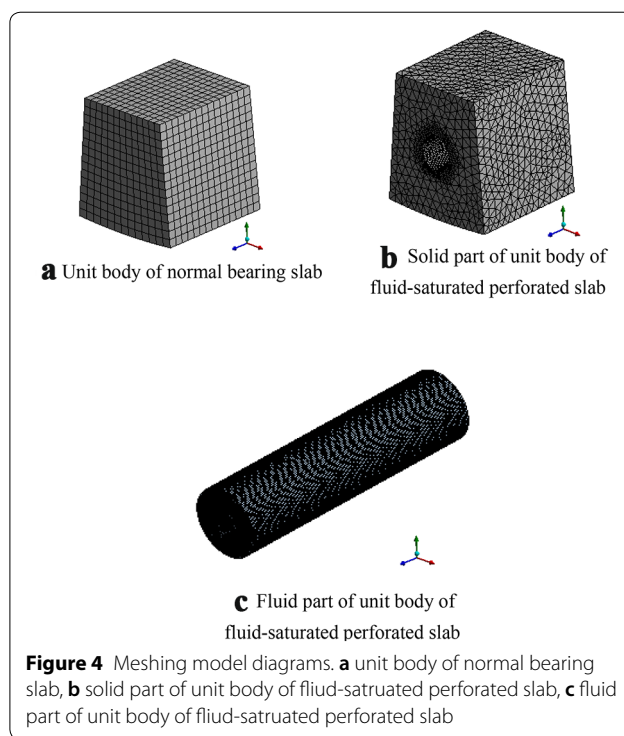 a Unit body of normal bearing slab
b Solid part of unit body of
fluid-saturated perforated slab
c Fluid part of unit body of
fluid-saturated perforated slab
Figure 4 Meshing model diagrams. a unit body of normal bearing
slab, b solid part of unit body of fliud-satruated perforated slab, c fluid
part of unit body of fliud-satruated perforated slab